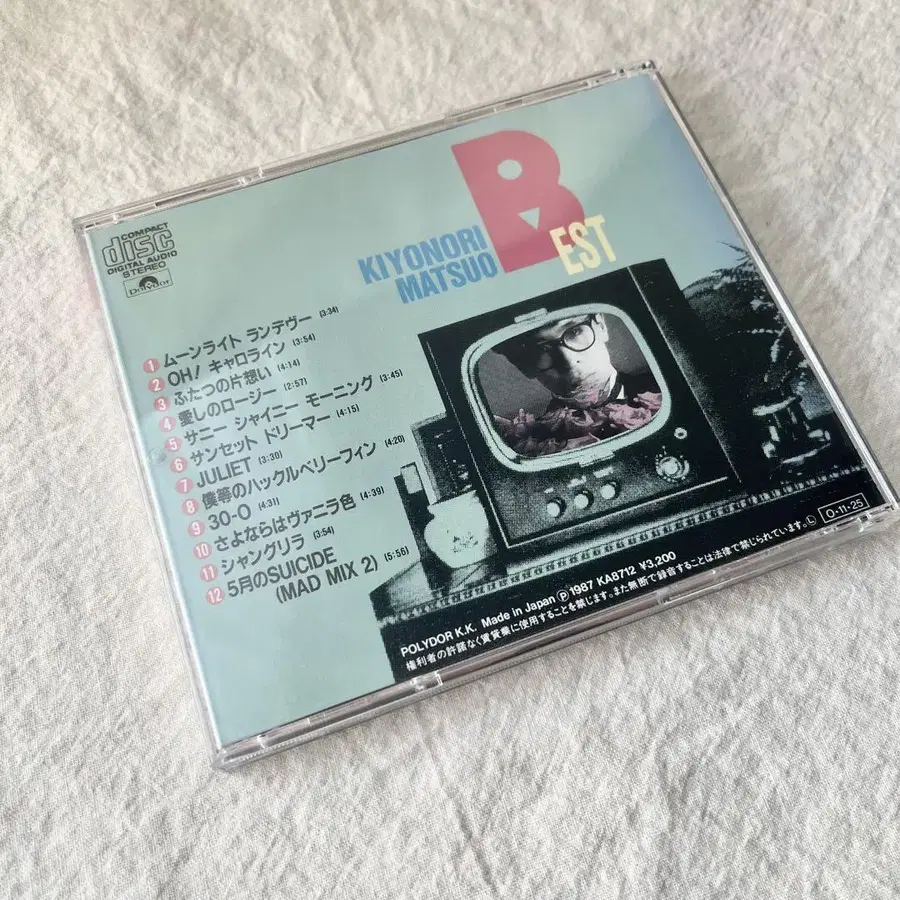 COMPACT
disc
DIGITAL AUDIO
STEREO
Polydor
KIYONORI
MATSUO
BEST
1 ムーンライト ランデヴー (3:34)
2 OH! キャロライン (3:54)
3 ふたつの片想い (4:14)
4 愛しのロージー (2:57)
5 サニー シャイニー モーニング (3:45)
6 サンセット ドリーマー (4:15)
7 JULIET (3:30)
8 僕等のハックルベリーフィン (4:20)
9 30-O (4:31)
10 さよならはヴァニラ色 (4:39)
11 シャングリラ (3:54)
12 5月のSUICIDE
(MAD MIX 2) (5:56)
POLYDOR K.K. Made in Japan Ⓟ1987 KA8712 ¥3,200
権利者の許諾なく賃貸業に使用することを禁じます。また無断で録音することは法律で禁じられています。Ⓛ
O·11·25